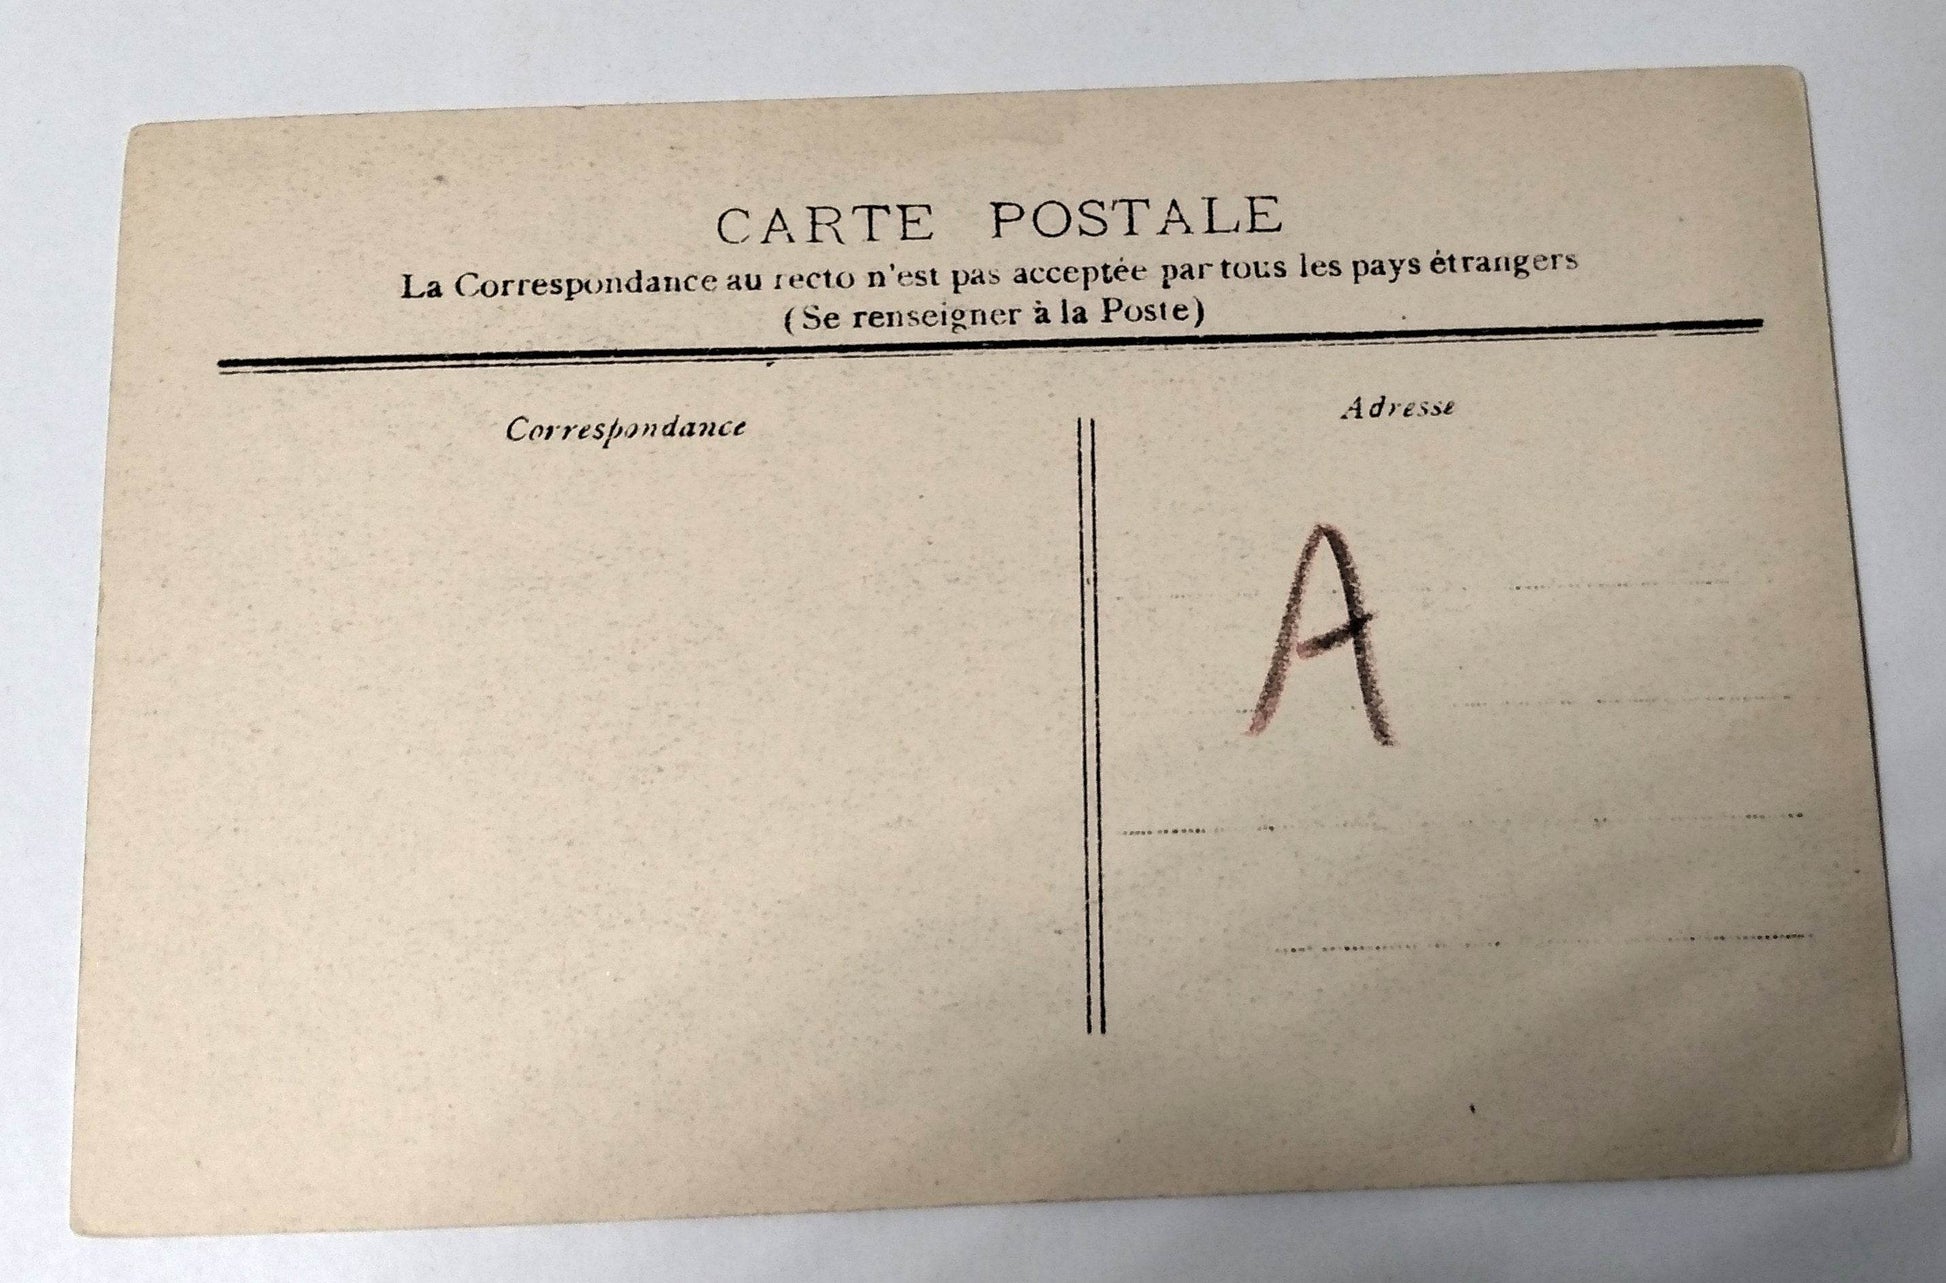 CARTE POSTALE
La Correspondance au recto n'est pas acceptée par tous les pays étrangers
(Se renseigner à la Poste)
Correspondance
Adresse
A